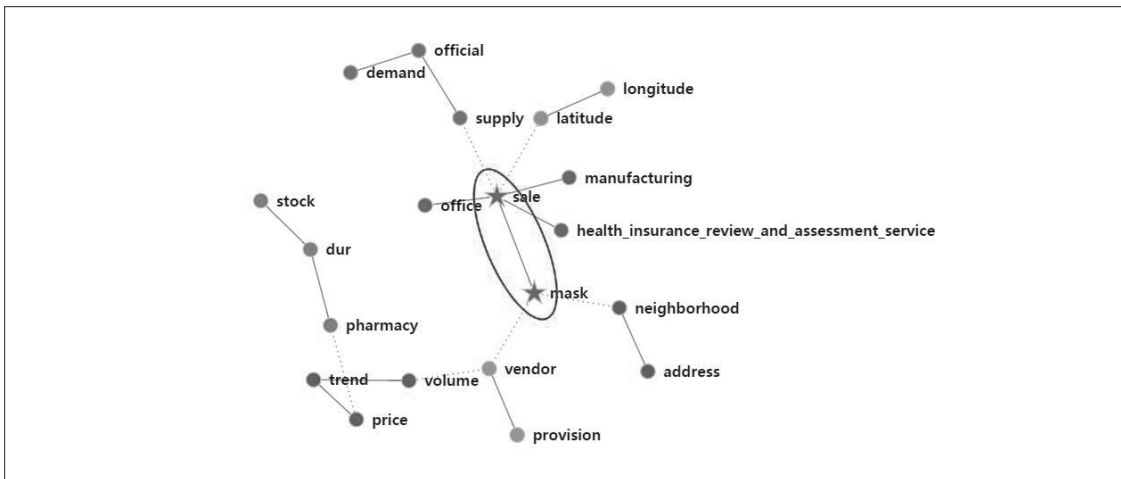 official
demand
longitude
supply
latitude
manufacturing
stock
office
sale
health_insurance_review_and_assessment_service
dur
mask
neighborhood
pharmacy
vendor
address
trend
volume
price
provision